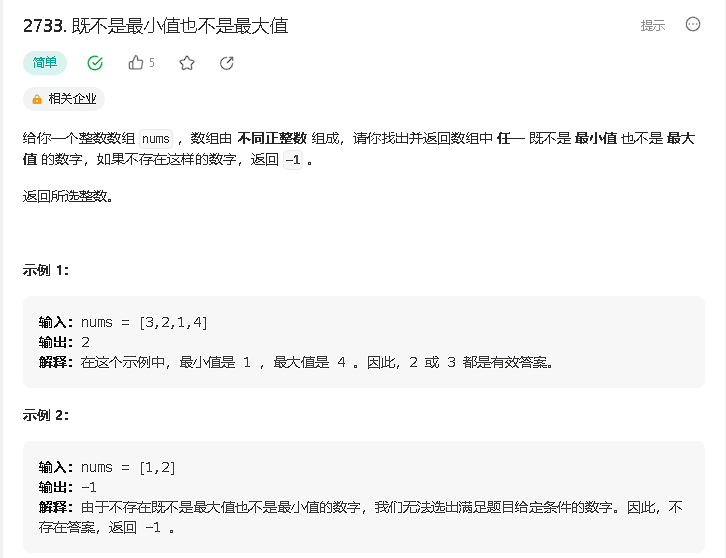 2733. 既不是最小值也不是最大值
提示
简单
5
相关企业
给你一个整数数组 nums ，数组由 不同正整数 组成，请你找出并返回数组中 任一 既不是 最小值 也不是 最大
值 的数字，如果不存在这样的数字，返回 -1 。
返回所选整数。
示例 1：
输入：nums = [3,2,1,4]
输出：2
解释：在这个示例中，最小值是 1 ，最大值是 4 。因此，2 或 3 都是有效答案。
示例 2：
输入：nums = [1,2]
输出：-1
解释：由于不存在既不是最大值也不是最小值的数字，我们无法选出满足题目给定条件的数字。因此，不
存在答案，返回 -1 。